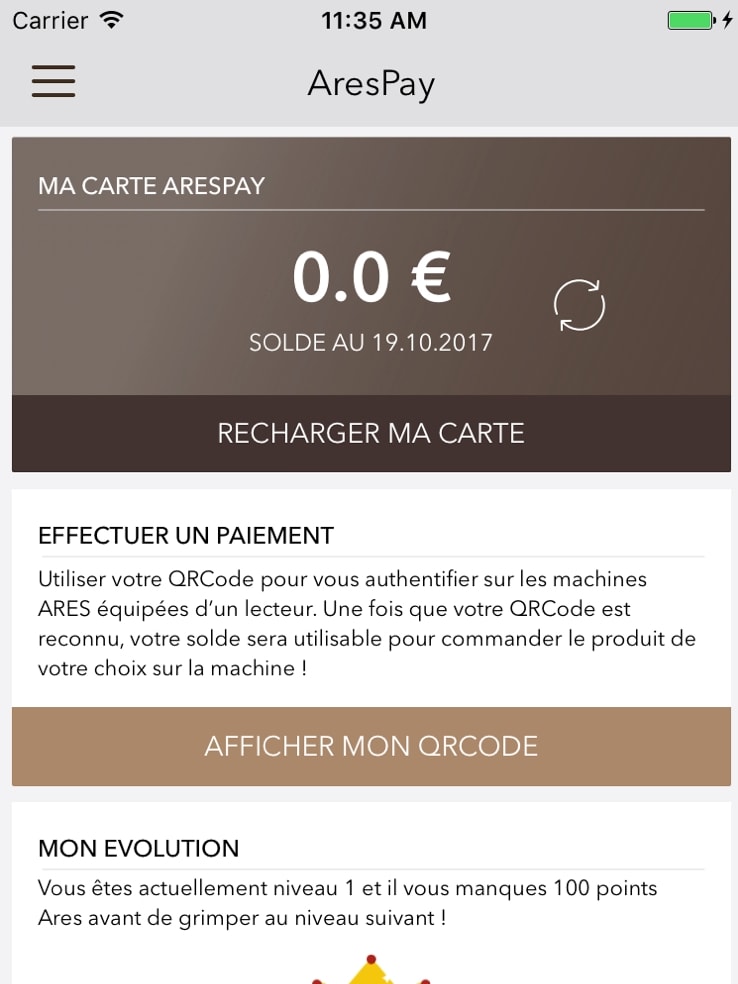 Carrier
11:35 AM
AresPay
MA CARTE ARESPAY
0.0 €
SOLDE AU 19.10.2017
RECHARGER MA CARTE
EFFECTUER UN PAIEMENT
Utiliser votre QRCode pour vous authentifier sur les machines
ARES équipées d’un lecteur. Une fois que votre QRCode est
reconnu, votre solde sera utilisable pour commander le produit de
votre choix sur la machine !
AFFICHER MON QRCODE
MON EVOLUTION
Vous êtes actuellement niveau 1 et il vous manques 100 points
Ares avant de grimper au niveau suivant !